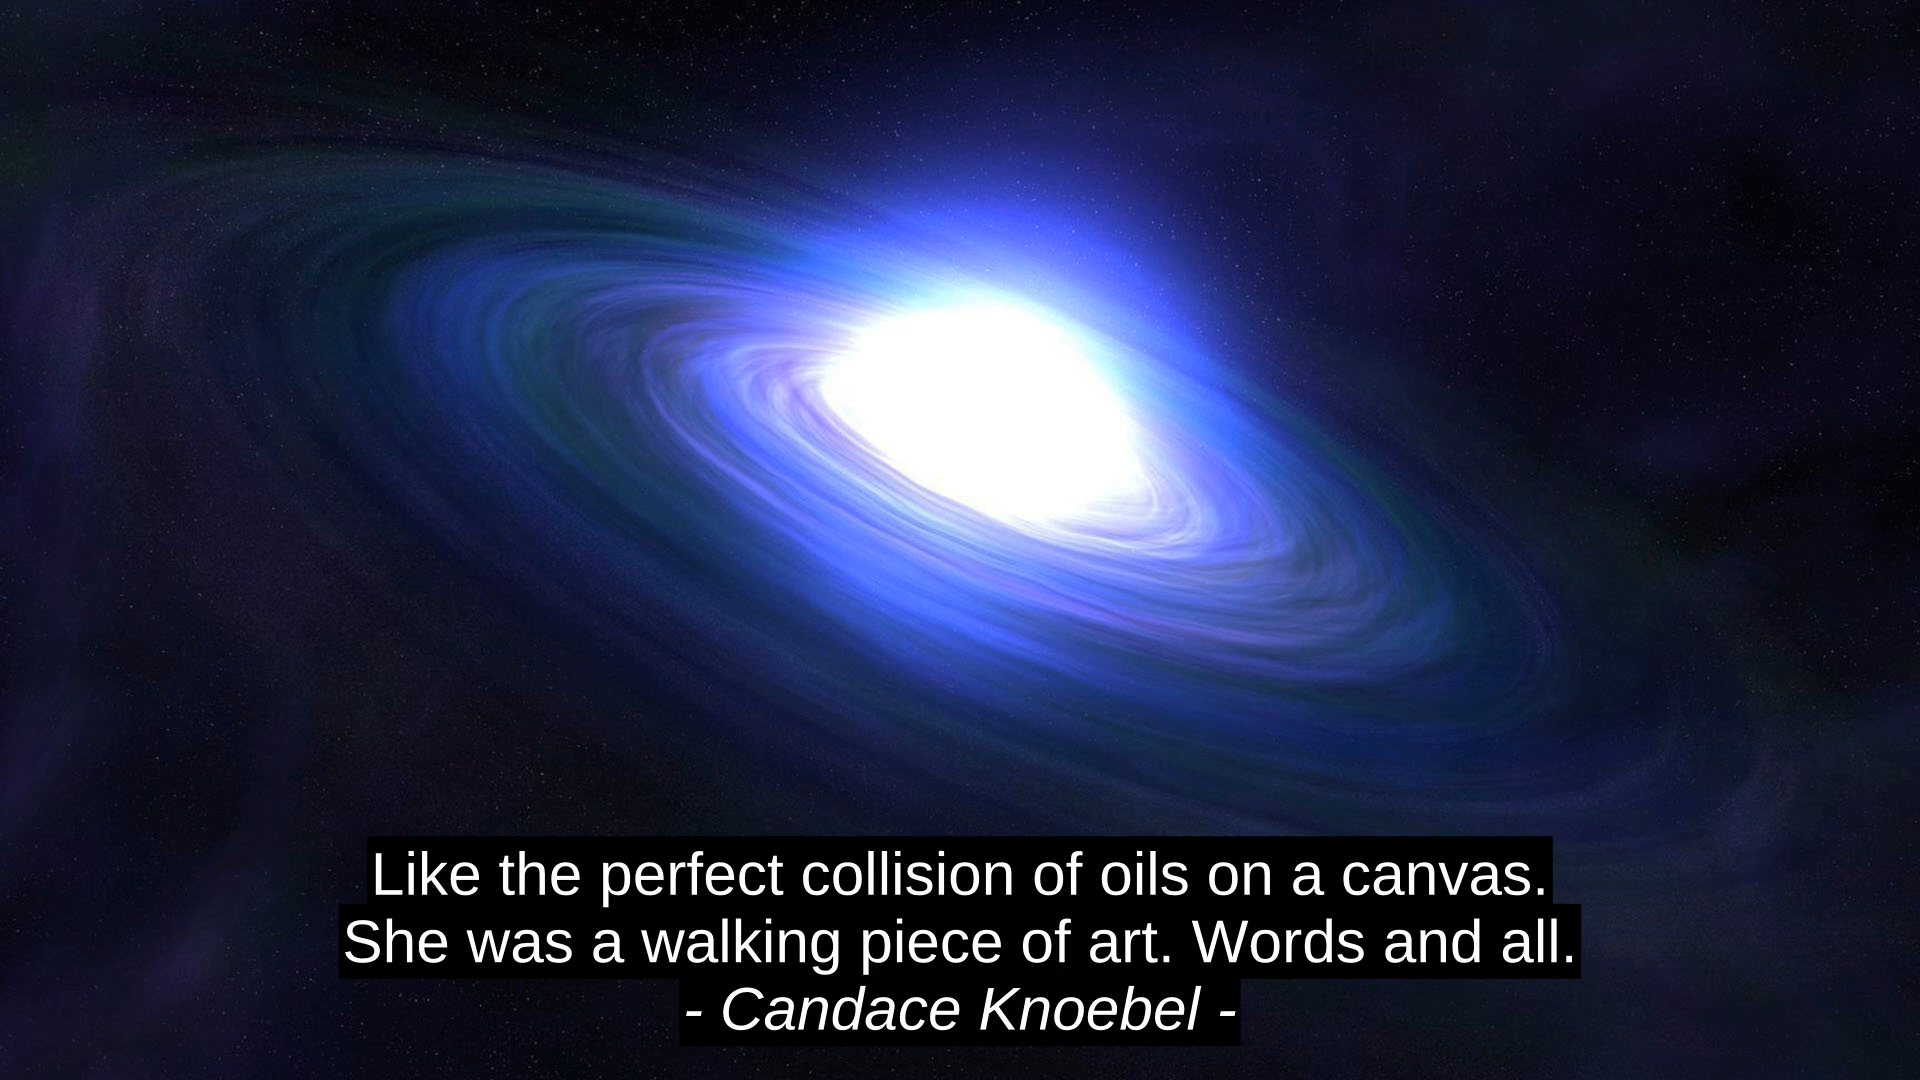 Like the perfect collision of oils on a canvas.
She was a walking piece of art. Words and all.
- Candace Knoebel -